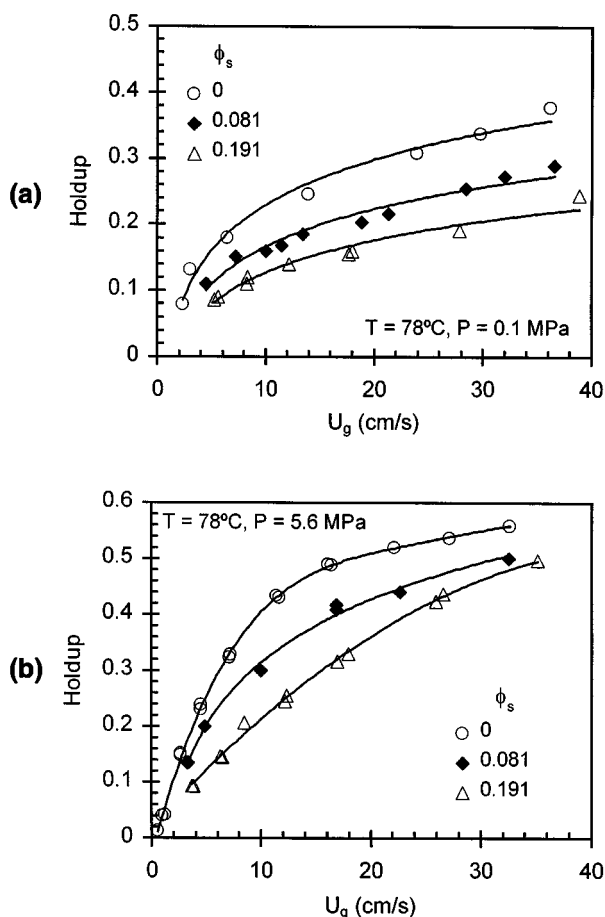 (a)
Holdup
0.5
0.4
0.3
0.2
0.1
0
ϕs
0
0.081
0.191
T = 78ºC, P = 0.1 MPa
0 10 20 30 40
Ug (cm/s)
(b)
Holdup
0.6
0.5
0.4
0.3
0.2
0.1
0
T = 78ºC, P = 5.6 MPa
ϕs
0
0.081
0.191
0 10 20 30 40
Ug (cm/s)